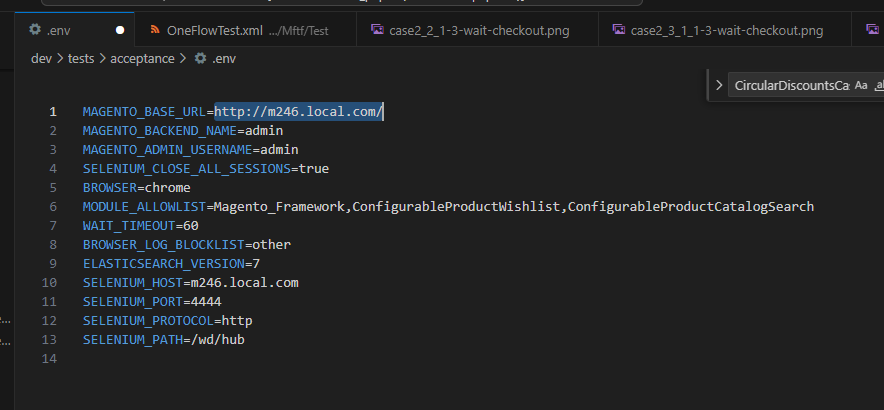 .env
OneFlowTest.xml .../Mftf/Test
case2_2_1-3-wait-checkout.png
case2_3_1_1-3-wait-checkout.png
dev > tests > acceptance > .env
CircularDiscountsCa Aa
1 MAGENTO_BASE_URL=http://m246.local.com/
2 MAGENTO_BACKEND_NAME=admin
3 MAGENTO_ADMIN_USERNAME=admin
4 SELENIUM_CLOSE_ALL_SESSIONS=true
5 BROWSER=chrome
6 MODULE_ALLOWLIST=Magento_Framework,ConfigurableProductWishlist,ConfigurableProductCatalogSearch
7 WAIT_TIMEOUT=60
8 BROWSER_LOG_BLOCKLIST=other
9 ELASTICSEARCH_VERSION=7
10 SELENIUM_HOST=m246.local.com
11 SELENIUM_PORT=4444
12 SELENIUM_PROTOCOL=http
13 SELENIUM_PATH=/wd/hub
14